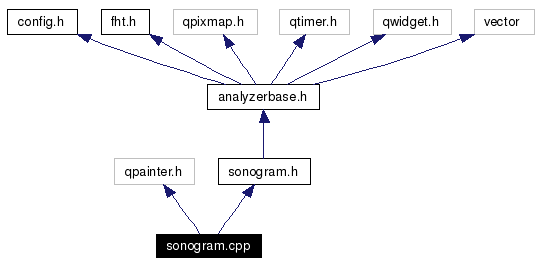 config.h
fht.h
qpixmap.h
qtimer.h
qwidget.h
vector
analyzerbase.h
qpainter.h
sonogram.h
sonogram.cpp